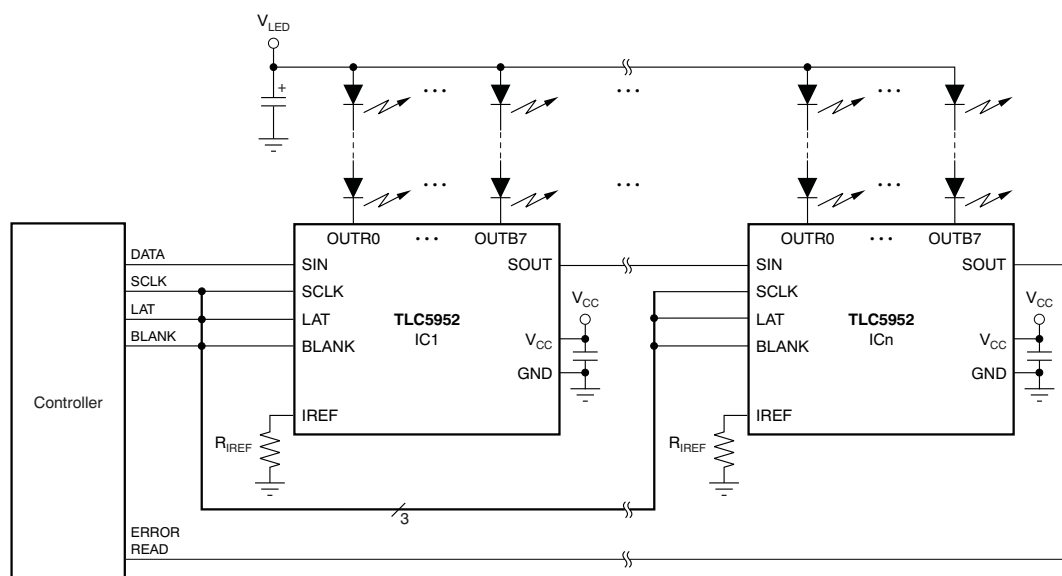 VLED
+
OUTR0 ••• OUTB7
OUTR0 ••• OUTB7
DATA
SIN
SOUT
SIN
SOUT
SCLK
SCLK
SCLK
VCC
VCC
LAT
LAT
TLC5952
IC1
LAT
TLC5952
ICn
BLANK
BLANK
VCC
BLANK
VCC
GND
GND
Controller
IREF
IREF
RIREF
RIREF
3
ERROR
READ